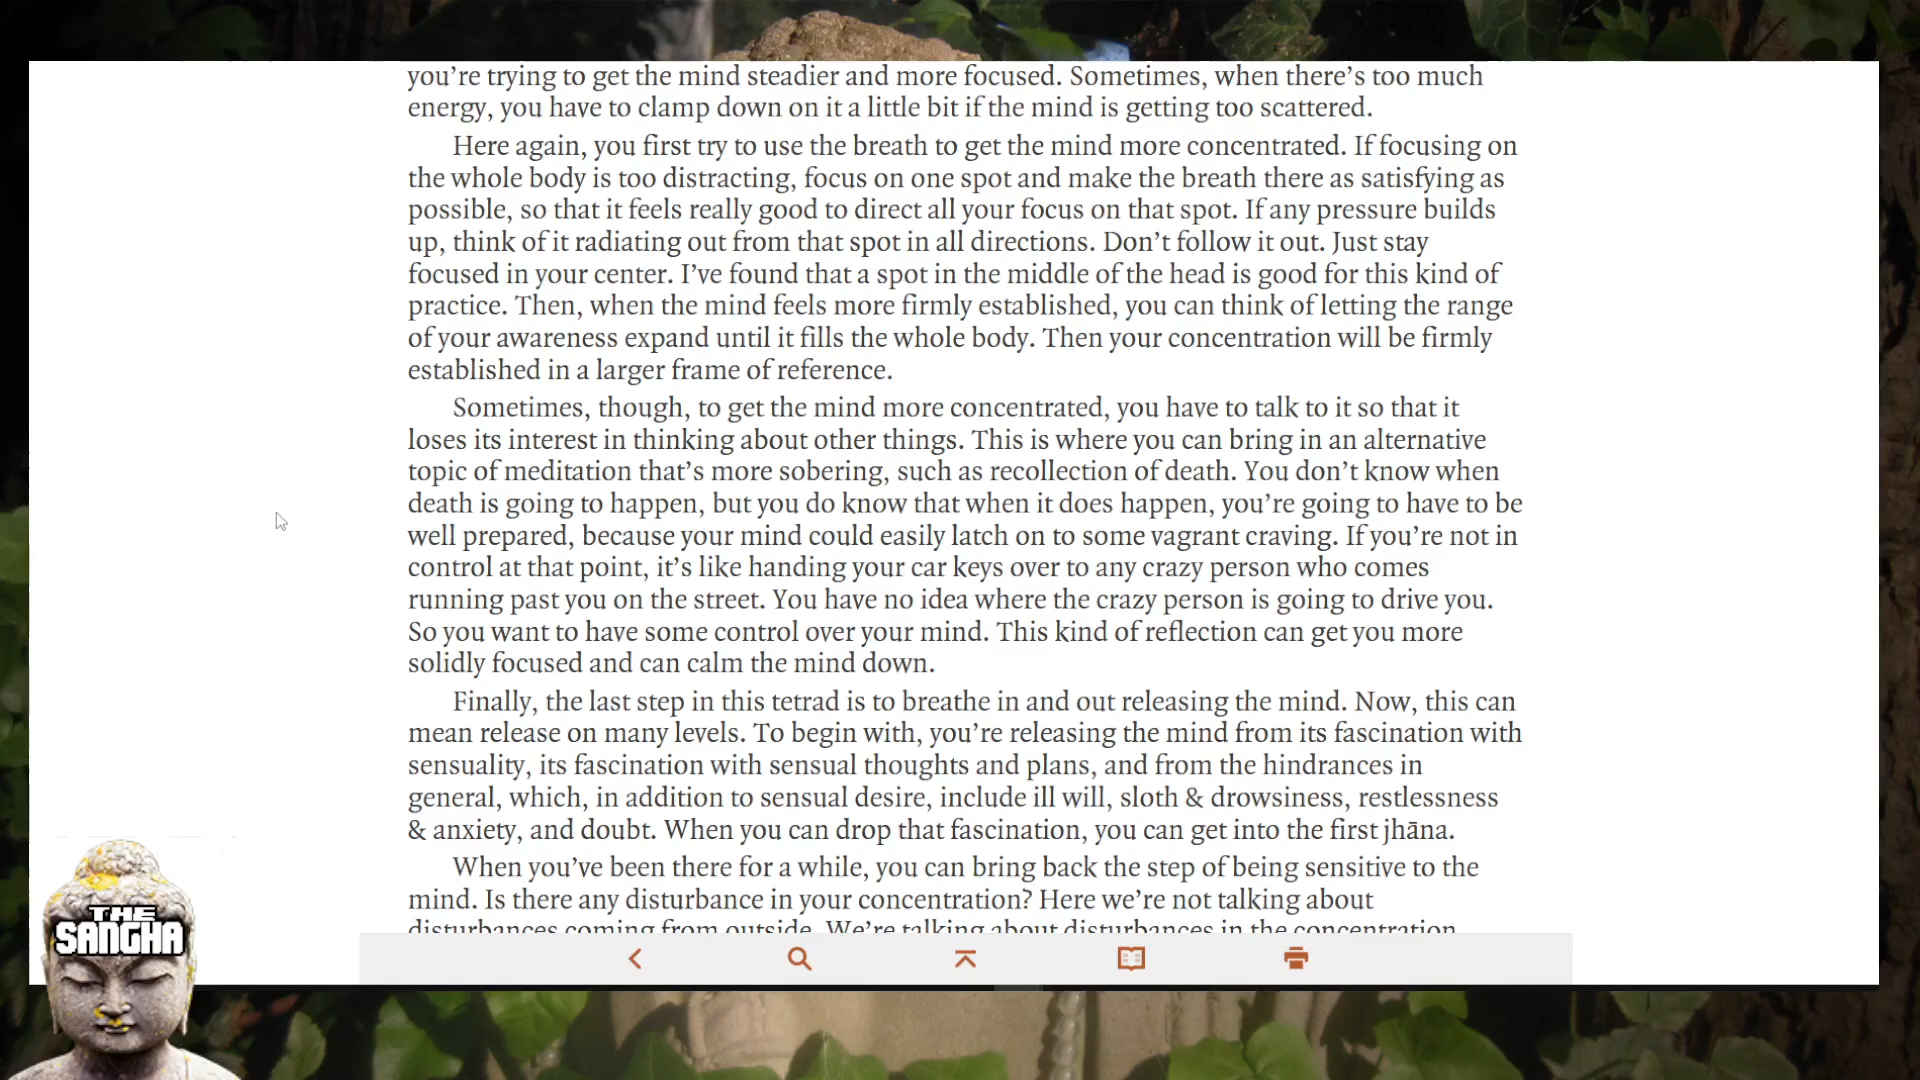 you’re trying to get the mind steadier and more focused. Sometimes, when there’s too much
energy, you have to clamp down on it a little bit if the mind is getting too scattered.
Here again, you first try to use the breath to get the mind more concentrated. If focusing on
the whole body is too distracting, focus on one spot and make the breath there as satisfying as
possible, so that it feels really good to direct all your focus on that spot. If any pressure builds
up, think of it radiating out from that spot in all directions. Don’t follow it out. Just stay
focused in your center. I’ve found that a spot in the middle of the head is good for this kind of
practice. Then, when the mind feels more firmly established, you can think of letting the range
of your awareness expand until it fills the whole body. Then your concentration will be firmly
established in a larger frame of reference.
Sometimes, though, to get the mind more concentrated, you have to talk to it so that it
loses its interest in thinking about other things. This is where you can bring in an alternative
topic of meditation that’s more sobering, such as recollection of death. You don’t know when
death is going to happen, but you do know that when it does happen, you’re going to have to be
well prepared, because your mind could easily latch on to some vagrant craving. If you’re not in
control at that point, it’s like handing your car keys over to any crazy person who comes
running past you on the street. You have no idea where the crazy person is going to drive you.
So you want to have some control over your mind. This kind of reflection can get you more
solidly focused and can calm the mind down.
Finally, the last step in this tetrad is to breathe in and out releasing the mind. Now, this can
mean release on many levels. To begin with, you’re releasing the mind from its fascination with
sensuality, its fascination with sensual thoughts and plans, and from the hindrances in
general, which, in addition to sensual desire, include ill will, sloth & drowsiness, restlessness
& anxiety, and doubt. When you can drop that fascination, you can get into the first jhāna.
When you’ve been there for a while, you can bring back the step of being sensitive to the
mind. Is there any disturbance in your concentration? Here we’re not talking about
disturbances coming from outside. We’re talking about disturbances in the concentration
THE
SANGHA